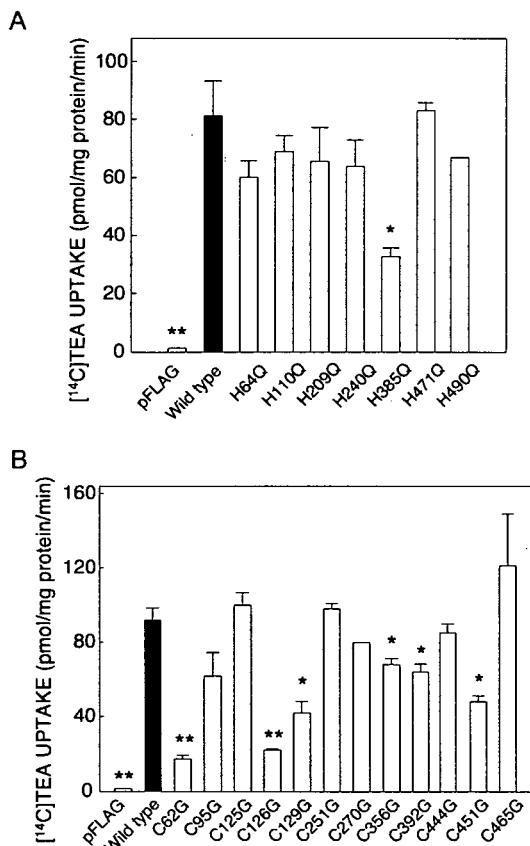 A
[¹⁴C]TEA UPTAKE (pmol/mg protein/min)
100
80
60
40
20
0
**
*
pFLAG
Wild type
H64Q
H110Q
H209Q
H240Q
H385Q
H471Q
H490Q
B
[¹⁴C]TEA UPTAKE (pmol/mg protein/min)
160
120
80
40
0
**
**
**
*
*
*
*
pFLAG
Wild type
C62G
C95G
C125G
C126G
C129G
C251G
C270G
C356G
C392G
C444G
C451G
C465G